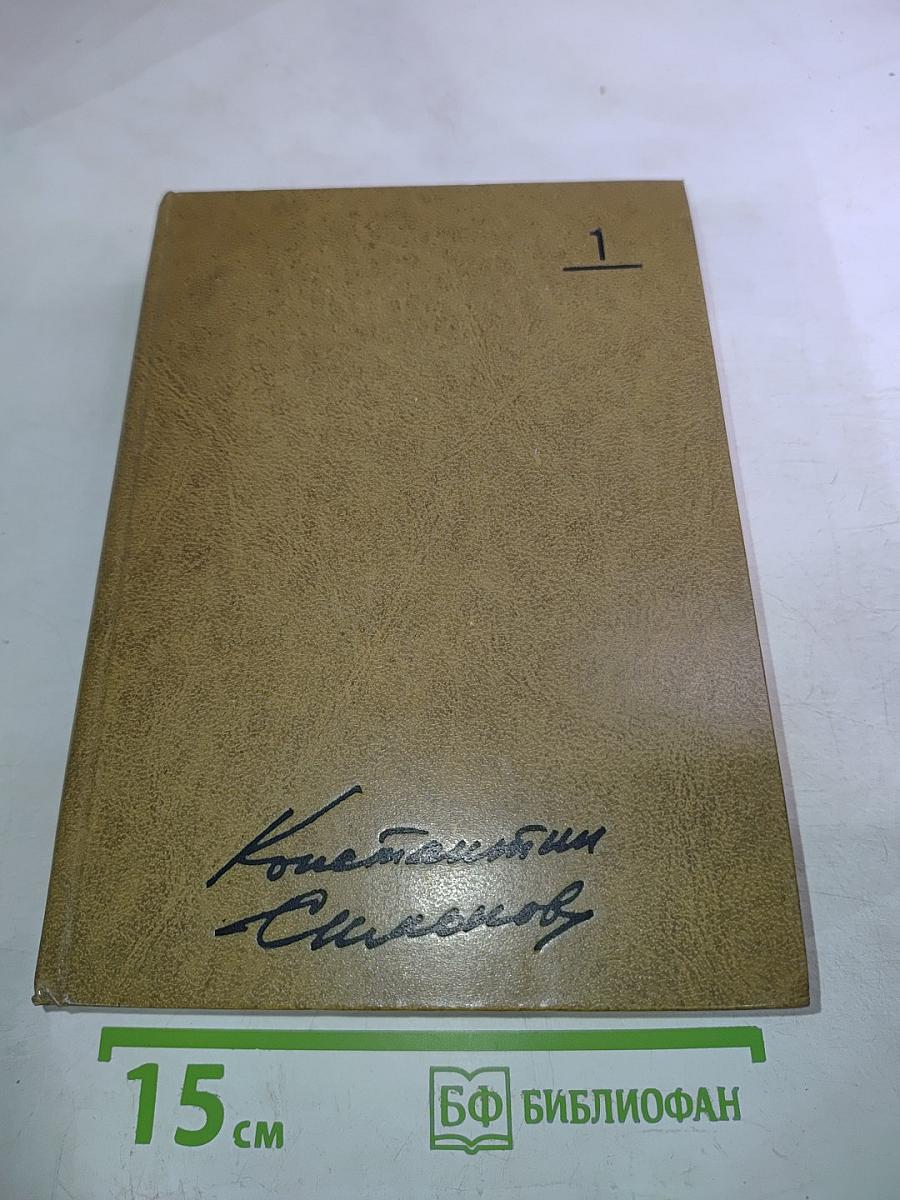 1
Константин
Симонов
15 см
БФ БИБЛИОФАН